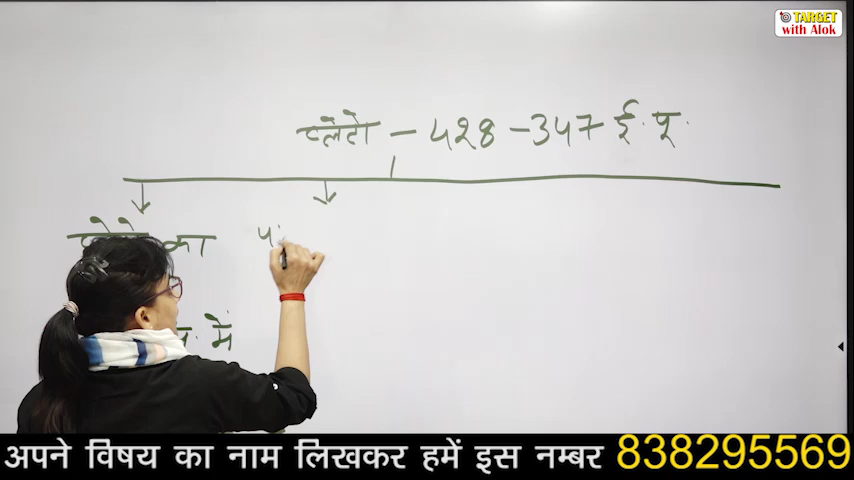 TARGET
with Alok
प्लेटो – 428 – 347 ई. पू.
का
में
अपने विषय का नाम लिखकर हमें इस नम्बर 838295569